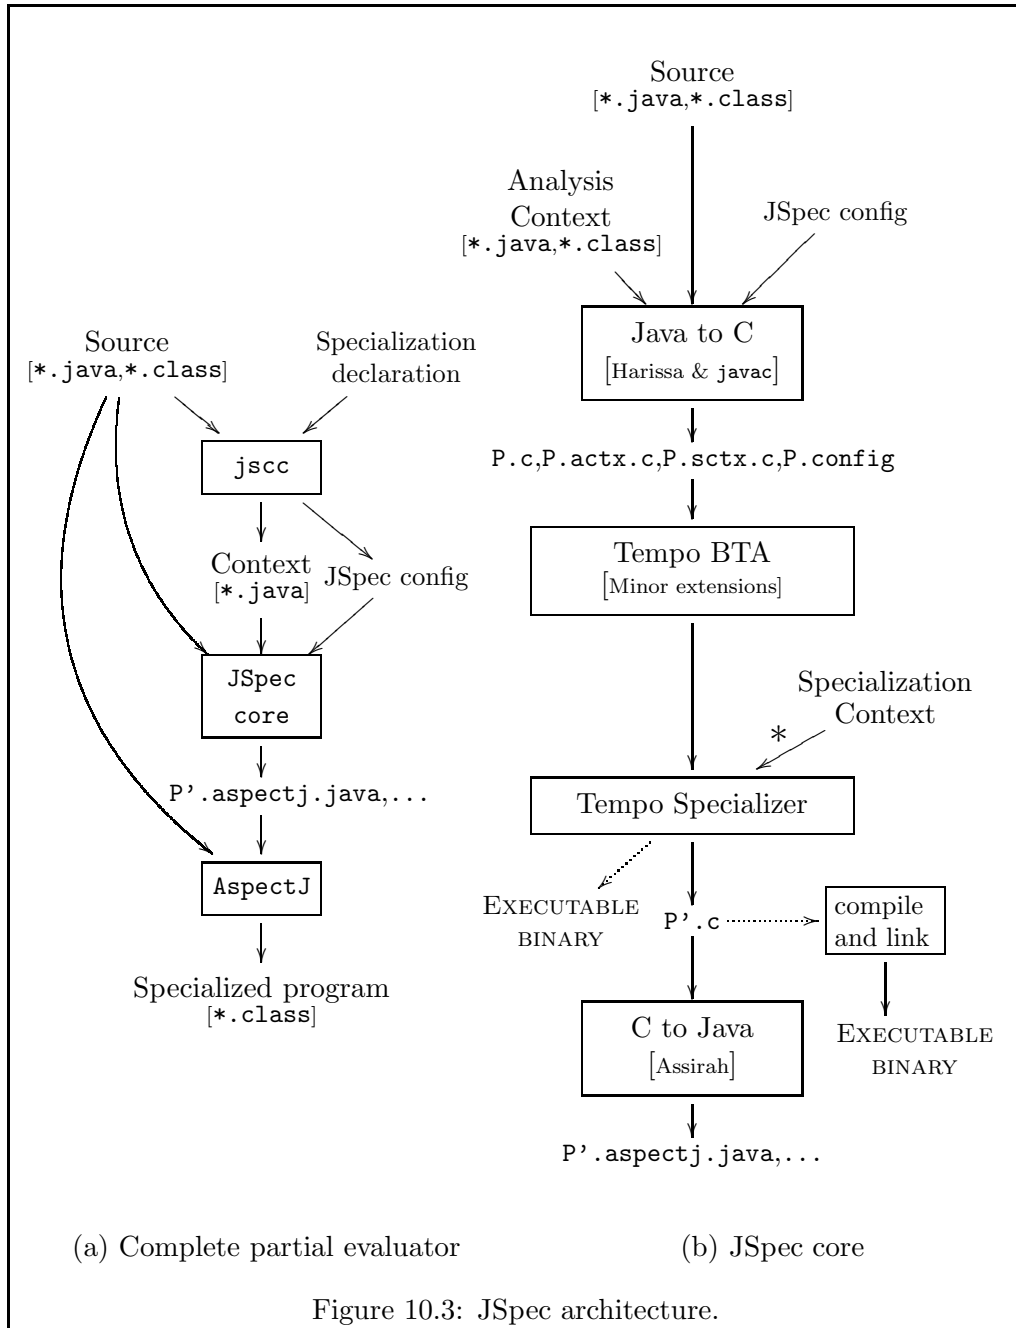 Source
[*.java,*.class]
Specialization
declaration
jscc
Context
[*.java]
JSpec config
JSpec
core
P'.aspectj.java,...
AspectJ
Specialized program
[*.class]
(a) Complete partial evaluator
Source
[*.java,*.class]
Analysis
Context
[*.java,*.class]
JSpec config
Java to C
[Harissa & javac]
P.c,P.actx.c,P.sctx.c,P.config
Tempo BTA
[Minor extensions]
Specialization
Context
*
Tempo Specializer
EXECUTABLE
BINARY
P'.c
compile
and link
EXECUTABLE
BINARY
C to Java
[Assirah]
P'.aspectj.java,...
(b) JSpec core
Figure 10.3: JSpec architecture.